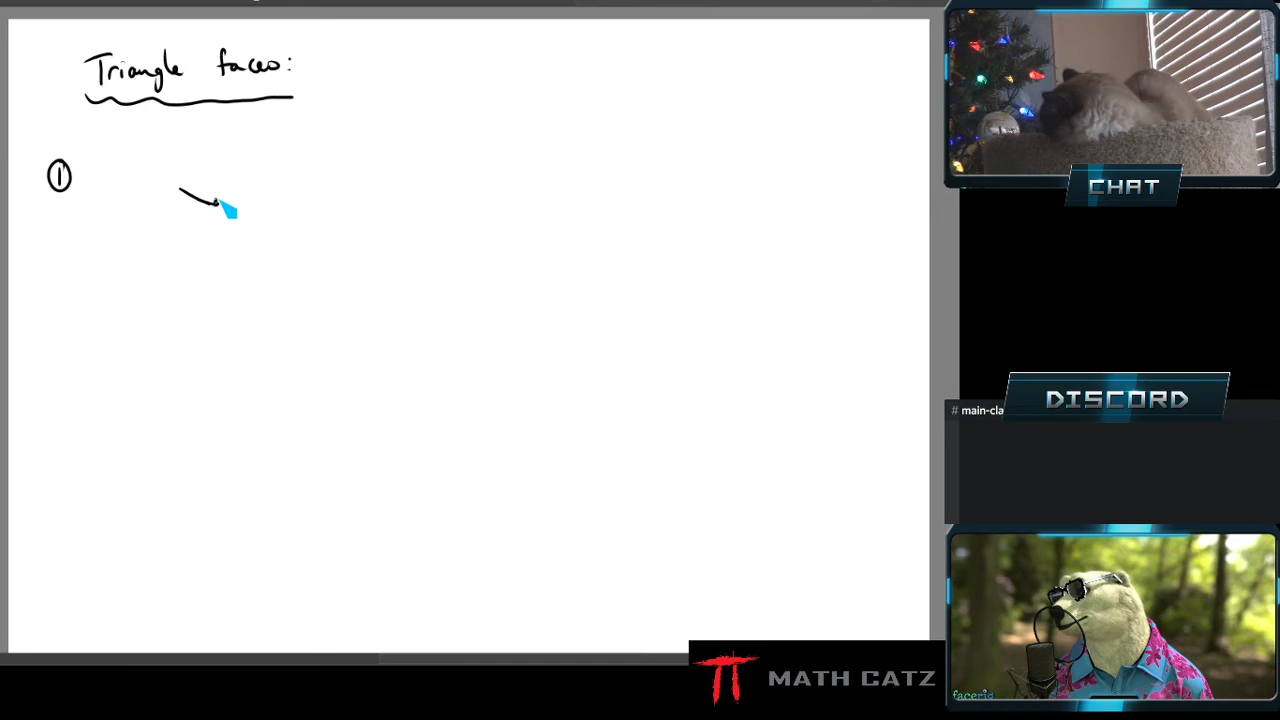 Triangle faces:
①
CHAT
DISCORD
# main-cla
facerig
MATH CATZ